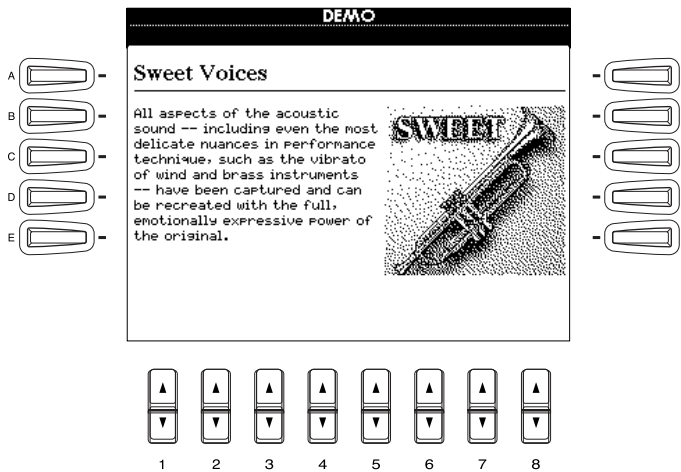 DEMO
Sweet Voices
All aspects of the acoustic
sound -- including even the most
delicate nuances in performance
technique, such as the vibrato
of wind and brass instruments
-- have been captured and can
be recreated with the full,
emotionally expressive power of
the original.
SWEET
A
B
C
D
E
1 2 3 4 5 6 7 8